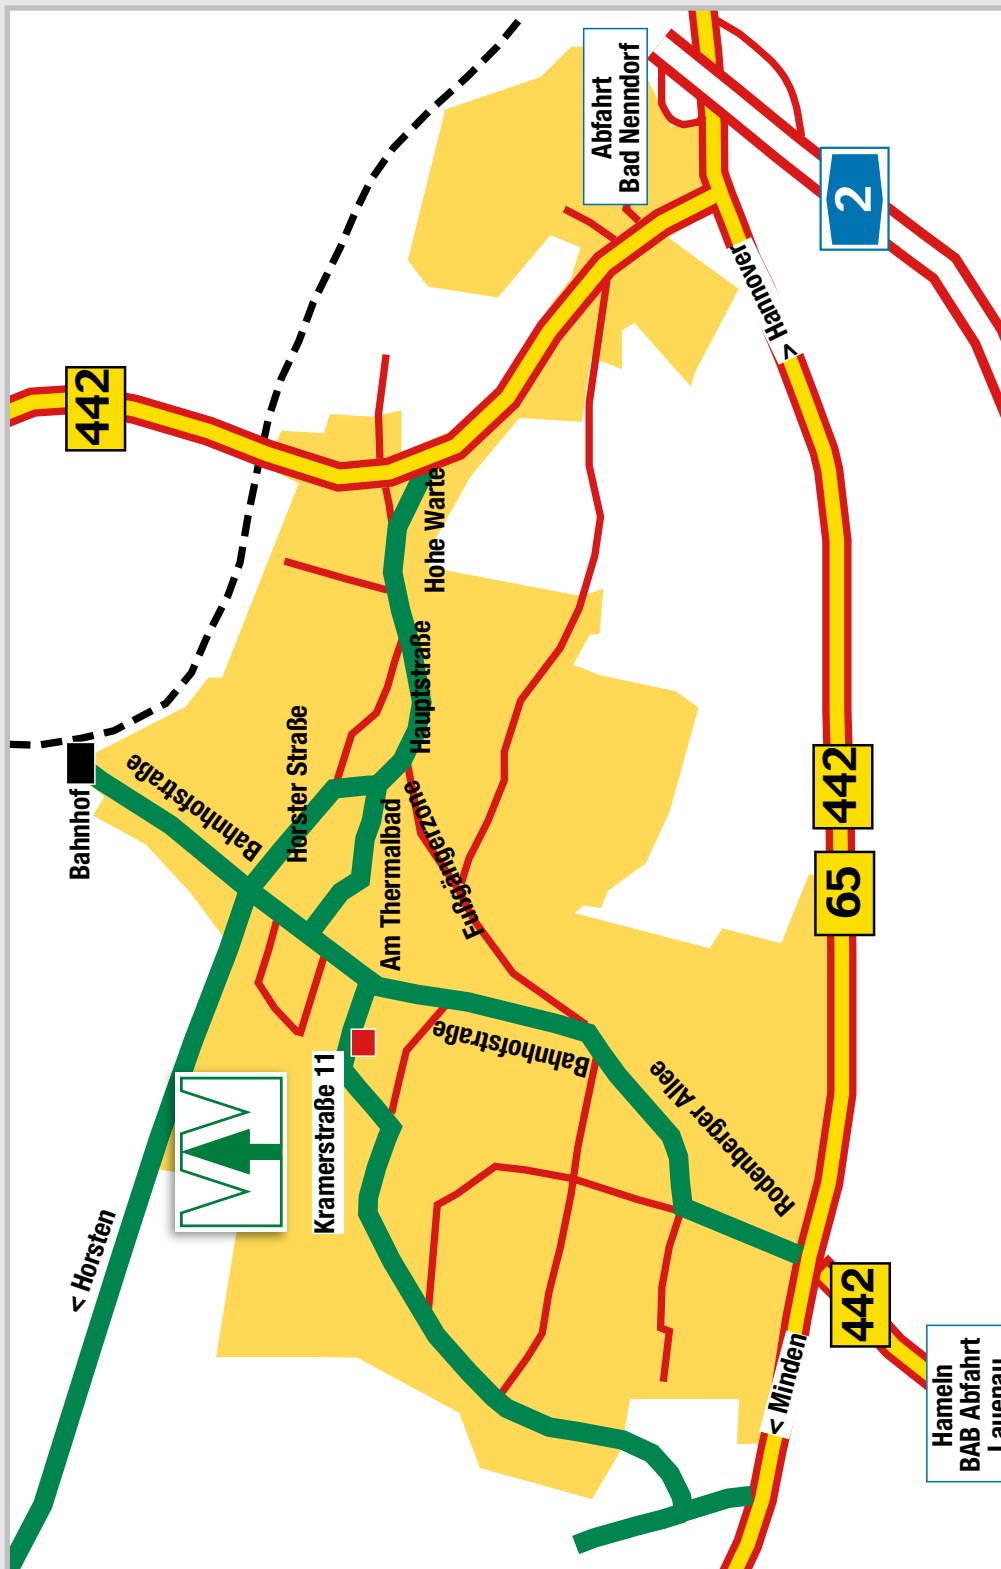 < Horsten
Bahnhof
442
Bahnhofstraße
Horster Straße
Kramerstraße 11
Am Thermalbad
Hauptstraße
Hohe Warte
Fußgängerzone
Bahnhofstraße
Abfahrt
Bad Nenndorf
Rodenberger Allee
< Hannover
< Minden
65
442
2
442
Hameln
BAB Abfahrt
Lauenau